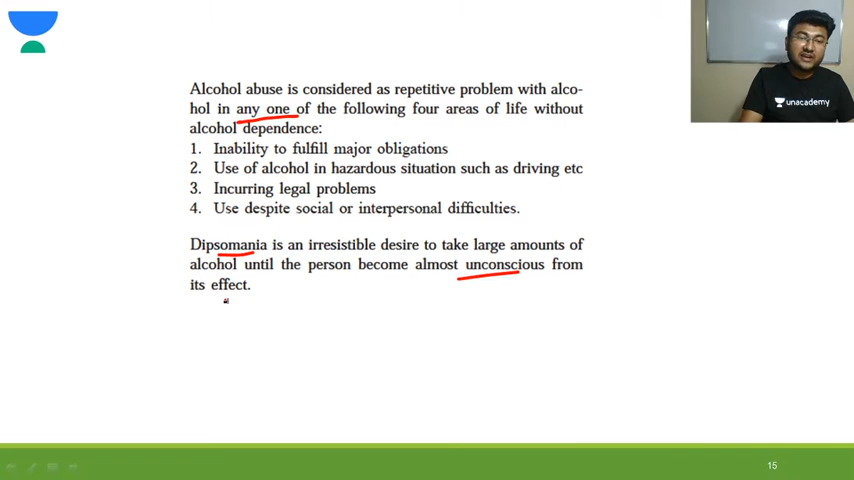 unacademy
Alcohol abuse is considered as repetitive problem with alco-
hol in any one of the following four areas of life without
alcohol dependence:
1. Inability to fulfill major obligations
2. Use of alcohol in hazardous situation such as driving etc
3. Incurring legal problems
4. Use despite social or interpersonal difficulties.
Dipsomania is an irresistible desire to take large amounts of
alcohol until the person become almost unconscious from
its effect.
15